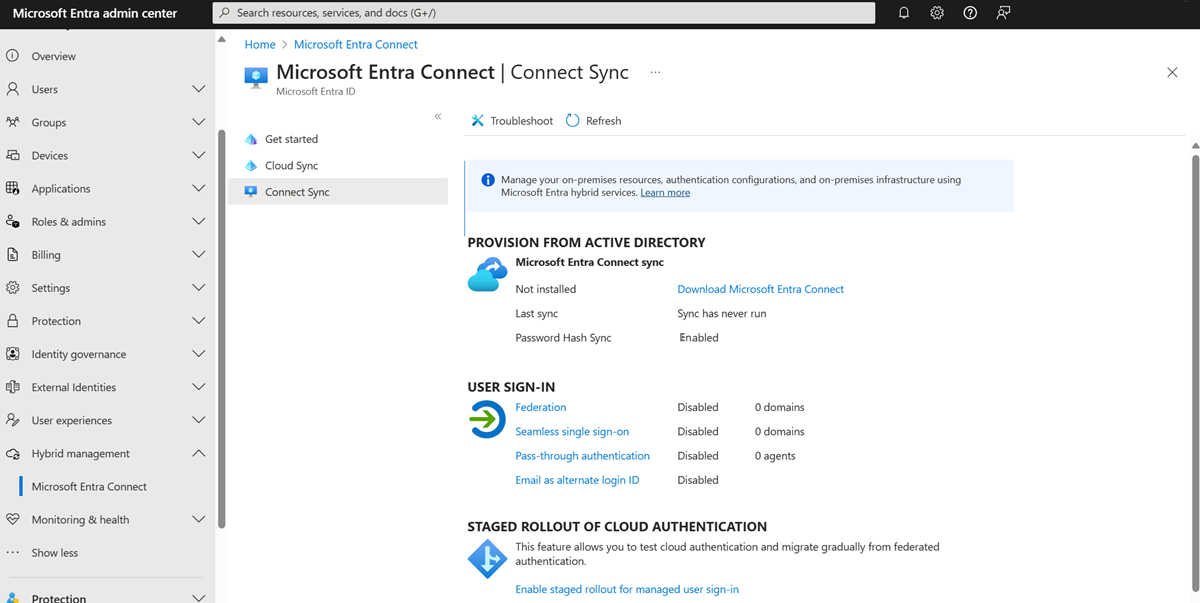 Microsoft Entra admin center
Search resources, services, and docs (G+/)
Overview
Users
Groups
Devices
Applications
Roles & admins
Billing
Settings
Protection
Identity governance
External Identities
User experiences
Hybrid management
Microsoft Entra Connect
Monitoring & health
Show less
Protection
Home > Microsoft Entra Connect
Microsoft Entra Connect | Connect Sync ...
Microsoft Entra ID
«
Get started
Cloud Sync
Connect Sync
Troubleshoot Refresh
Manage your on-premises resources, authentication configurations, and on-premises infrastructure using
Microsoft Entra hybrid services. Learn more
PROVISION FROM ACTIVE DIRECTORY
Microsoft Entra Connect sync
Not installed Download Microsoft Entra Connect
Last sync Sync has never run
Password Hash Sync Enabled
USER SIGN-IN
Federation Disabled 0 domains
Seamless single sign-on Disabled 0 domains
Pass-through authentication Disabled 0 agents
Email as alternate login ID Disabled
STAGED ROLLOUT OF CLOUD AUTHENTICATION
This feature allows you to test cloud authentication and migrate gradually from federated
authentication.
Enable staged rollout for managed user sign-in